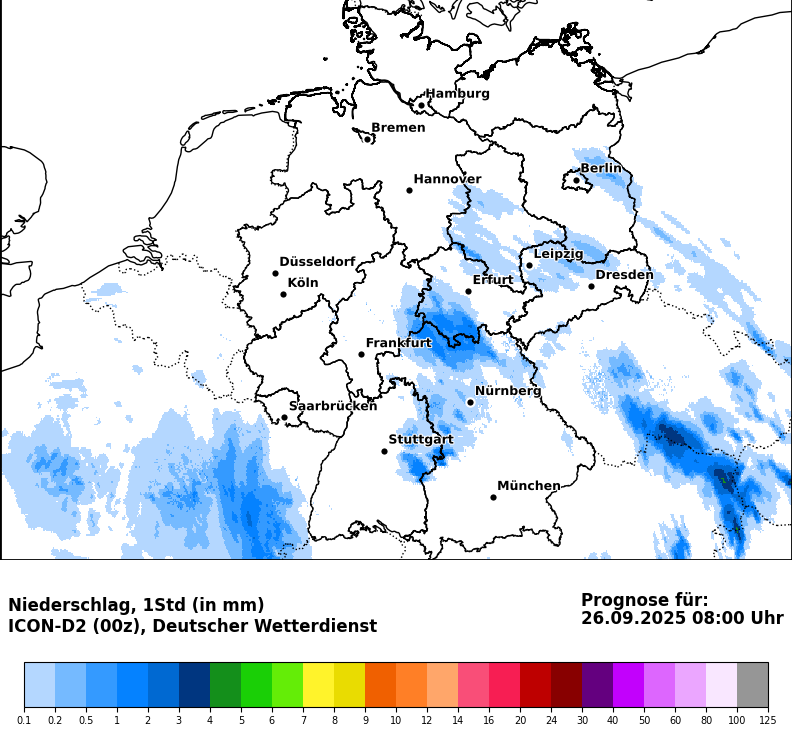 Hamburg
Bremen
Berlin
Hannover
Leipzig
Düsseldorf
Dresden
Köln
Erfurt
Frankfurt
Nürnberg
Saarbrücken
Stuttgart
München
Niederschlag, 1Std (in mm)
ICON-D2 (00z), Deutscher Wetterdienst
Prognose für:
26.09.2025 08:00 Uhr
0.1 0.2 0.5 1 2 3 4 5 6 7 8 9 10 12 14 16 20 24 30 40 50 60 80 100 125